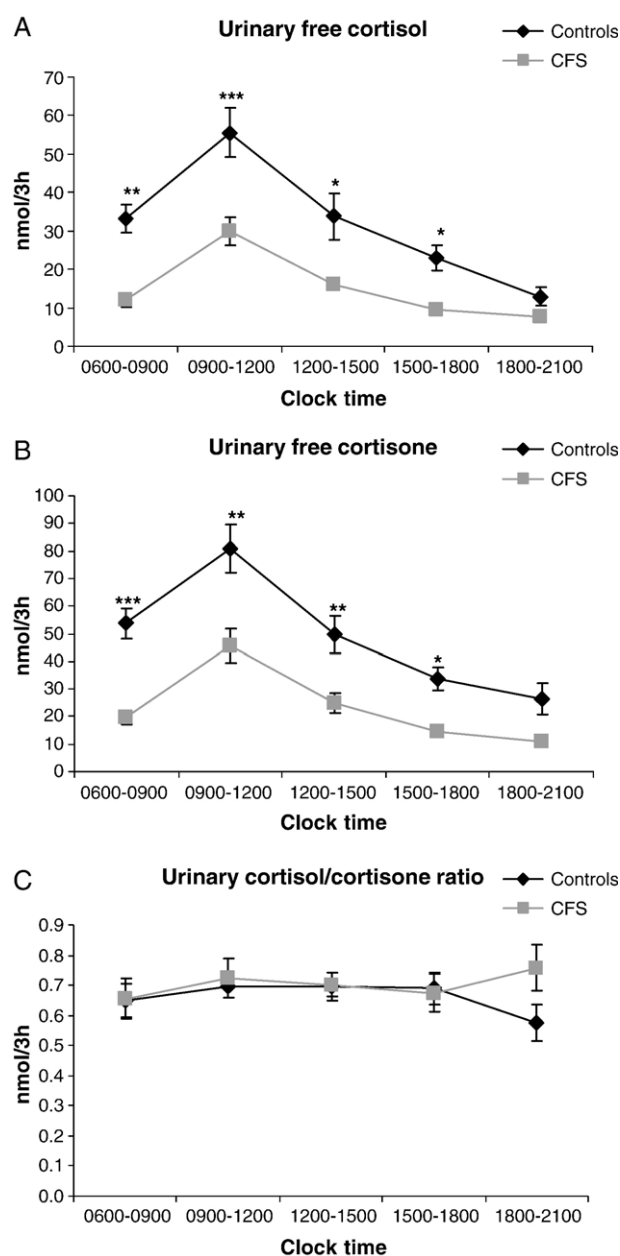 A
Urinary free cortisol
Controls
CFS
70
60
50
40
30
20
10
0
nmol/3h
**
***
*
*
0600-0900
0900-1200
1200-1500
1500-1800
1800-2100
Clock time
B
Urinary free cortisone
Controls
CFS
100
90
80
70
60
50
40
30
20
10
0
nmol/3h
***
**
**
*
0600-0900
0900-1200
1200-1500
1500-1800
1800-2100
Clock time
C
Urinary cortisol/cortisone ratio
Controls
CFS
0.9
0.8
0.7
0.6
0.5
0.4
0.3
0.2
0.1
0.0
nmol/3h
0600-0900
0900-1200
1200-1500
1500-1800
1800-2100
Clock time